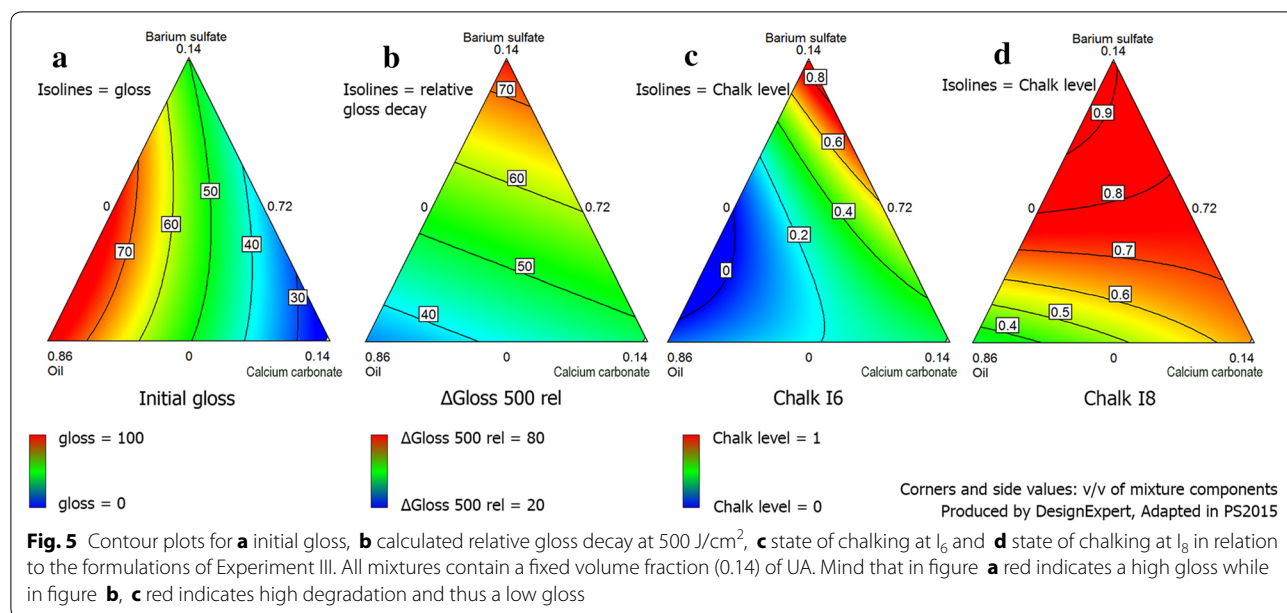 a
Barium sulfate
0.14
Isolines = gloss
50
0
0.72
60
40
70
30
0.86
0
0.14
Oil
Calcium carbonate
Initial gloss
b
Barium sulfate
0.14
Isolines = relative
gloss decay
70
60
0
0.72
50
40
0.86
0
0.14
Oil
Calcium carbonate
ΔGloss 500 rel
c
Barium sulfate
0.14
Isolines = Chalk level
0.8
0.6
0
0.4
0.72
0.2
0
0.86
0
0.14
Oil
Calcium carbonate
Chalk I6
d
Barium sulfate
0.14
Isolines = Chalk level
0.9
0.8
0
0.72
0.7
0.6
0.5
0.4
0.86
0
0.14
Oil
Calcium carbonate
Chalk I8
gloss = 100
gloss = 0
ΔGloss 500 rel = 80
ΔGloss 500 rel = 20
Chalk level = 1
Chalk level = 0
Corners and side values: v/v of mixture components
Produced by DesignExpert, Adapted in PS2015
Fig. 5 Contour plots for a initial gloss, b calculated relative gloss decay at 500 J/cm², c state of chalking at I₆ and d state of chalking at I₈ in relation
to the formulations of Experiment III. All mixtures contain a fixed volume fraction (0.14) of UA. Mind that in figure a red indicates a high gloss while
in figure b, c red indicates high degradation and thus a low gloss